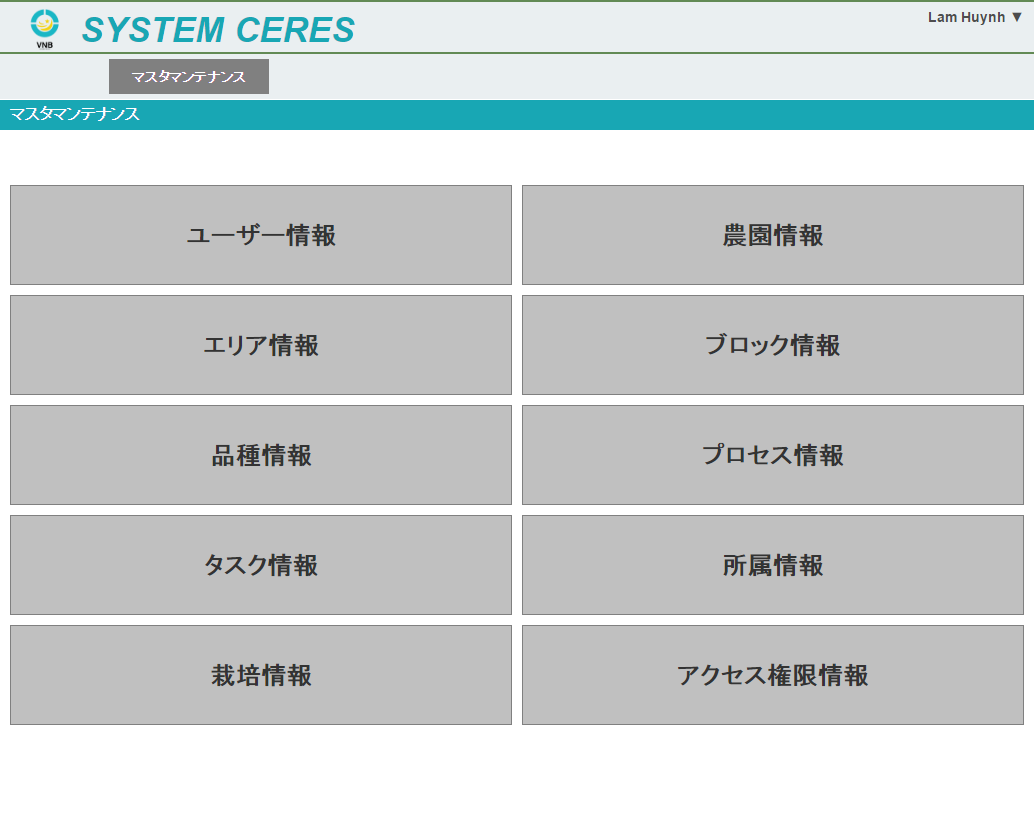 VNB
SYSTEM CERES
Lam Huynh ▼
マスタマンテナンス
マスタマンテナンス
ユーザー情報
農園情報
エリア情報
ブロック情報
品種情報
プロセス情報
タスク情報
所属情報
栽培情報
アクセス権限情報